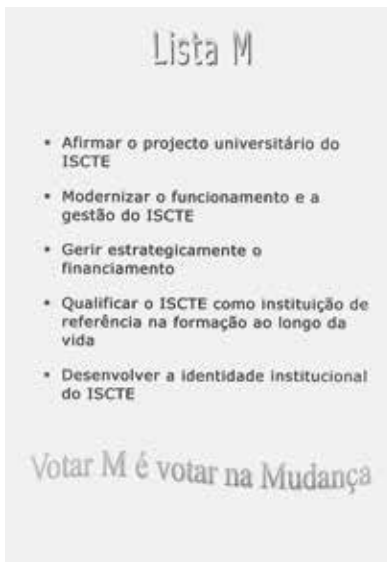 Lista M
• Afirmar o projecto universitário do
ISCTE
• Modernizar o funcionamento e a
gestão do ISCTE
• Gerir estrategicamente o
financiamento
• Qualificar o ISCTE como instituição de
referência na formação ao longo da
vida
• Desenvolver a identidade institucional
do ISCTE
Votar M é votar na Mudança